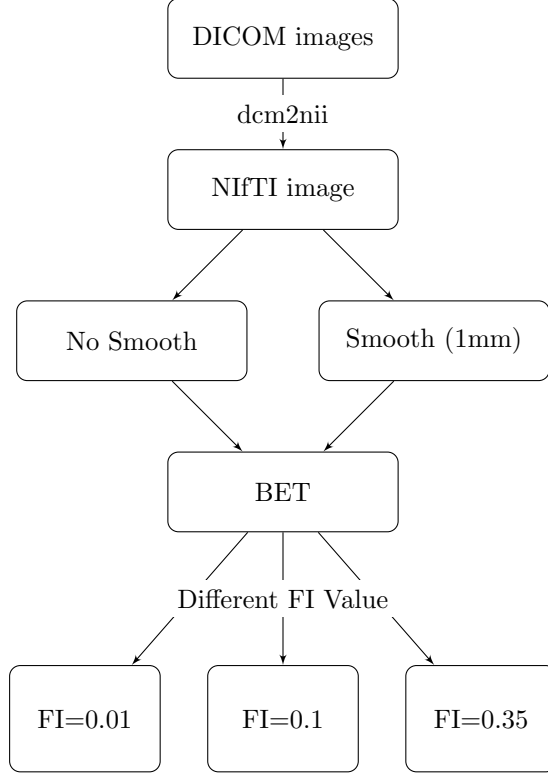 DICOM images
dcm2nii
NIfTI image
No Smooth
Smooth (1mm)
BET
Different FI Value
FI=0.01
FI=0.1
FI=0.35